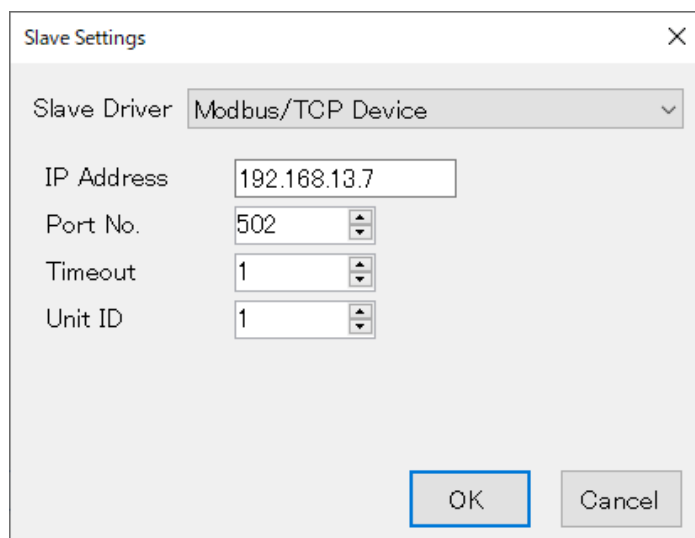 Slave Settings
Slave Driver Modbus/TCP Device
IP Address 192.168.13.7
Port No. 502
Timeout 1
Unit ID 1
OK Cancel